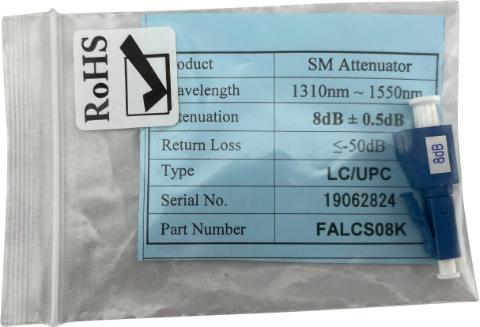 RoHS
roduct SM Attenuator
avelength 1310nm ~ 1550nm
ttenuation 8dB ± 0.5dB
Return Loss ≤-50dB
Type LC/UPC
Serial No. 19062824
Part Number FALCS08K
8dB